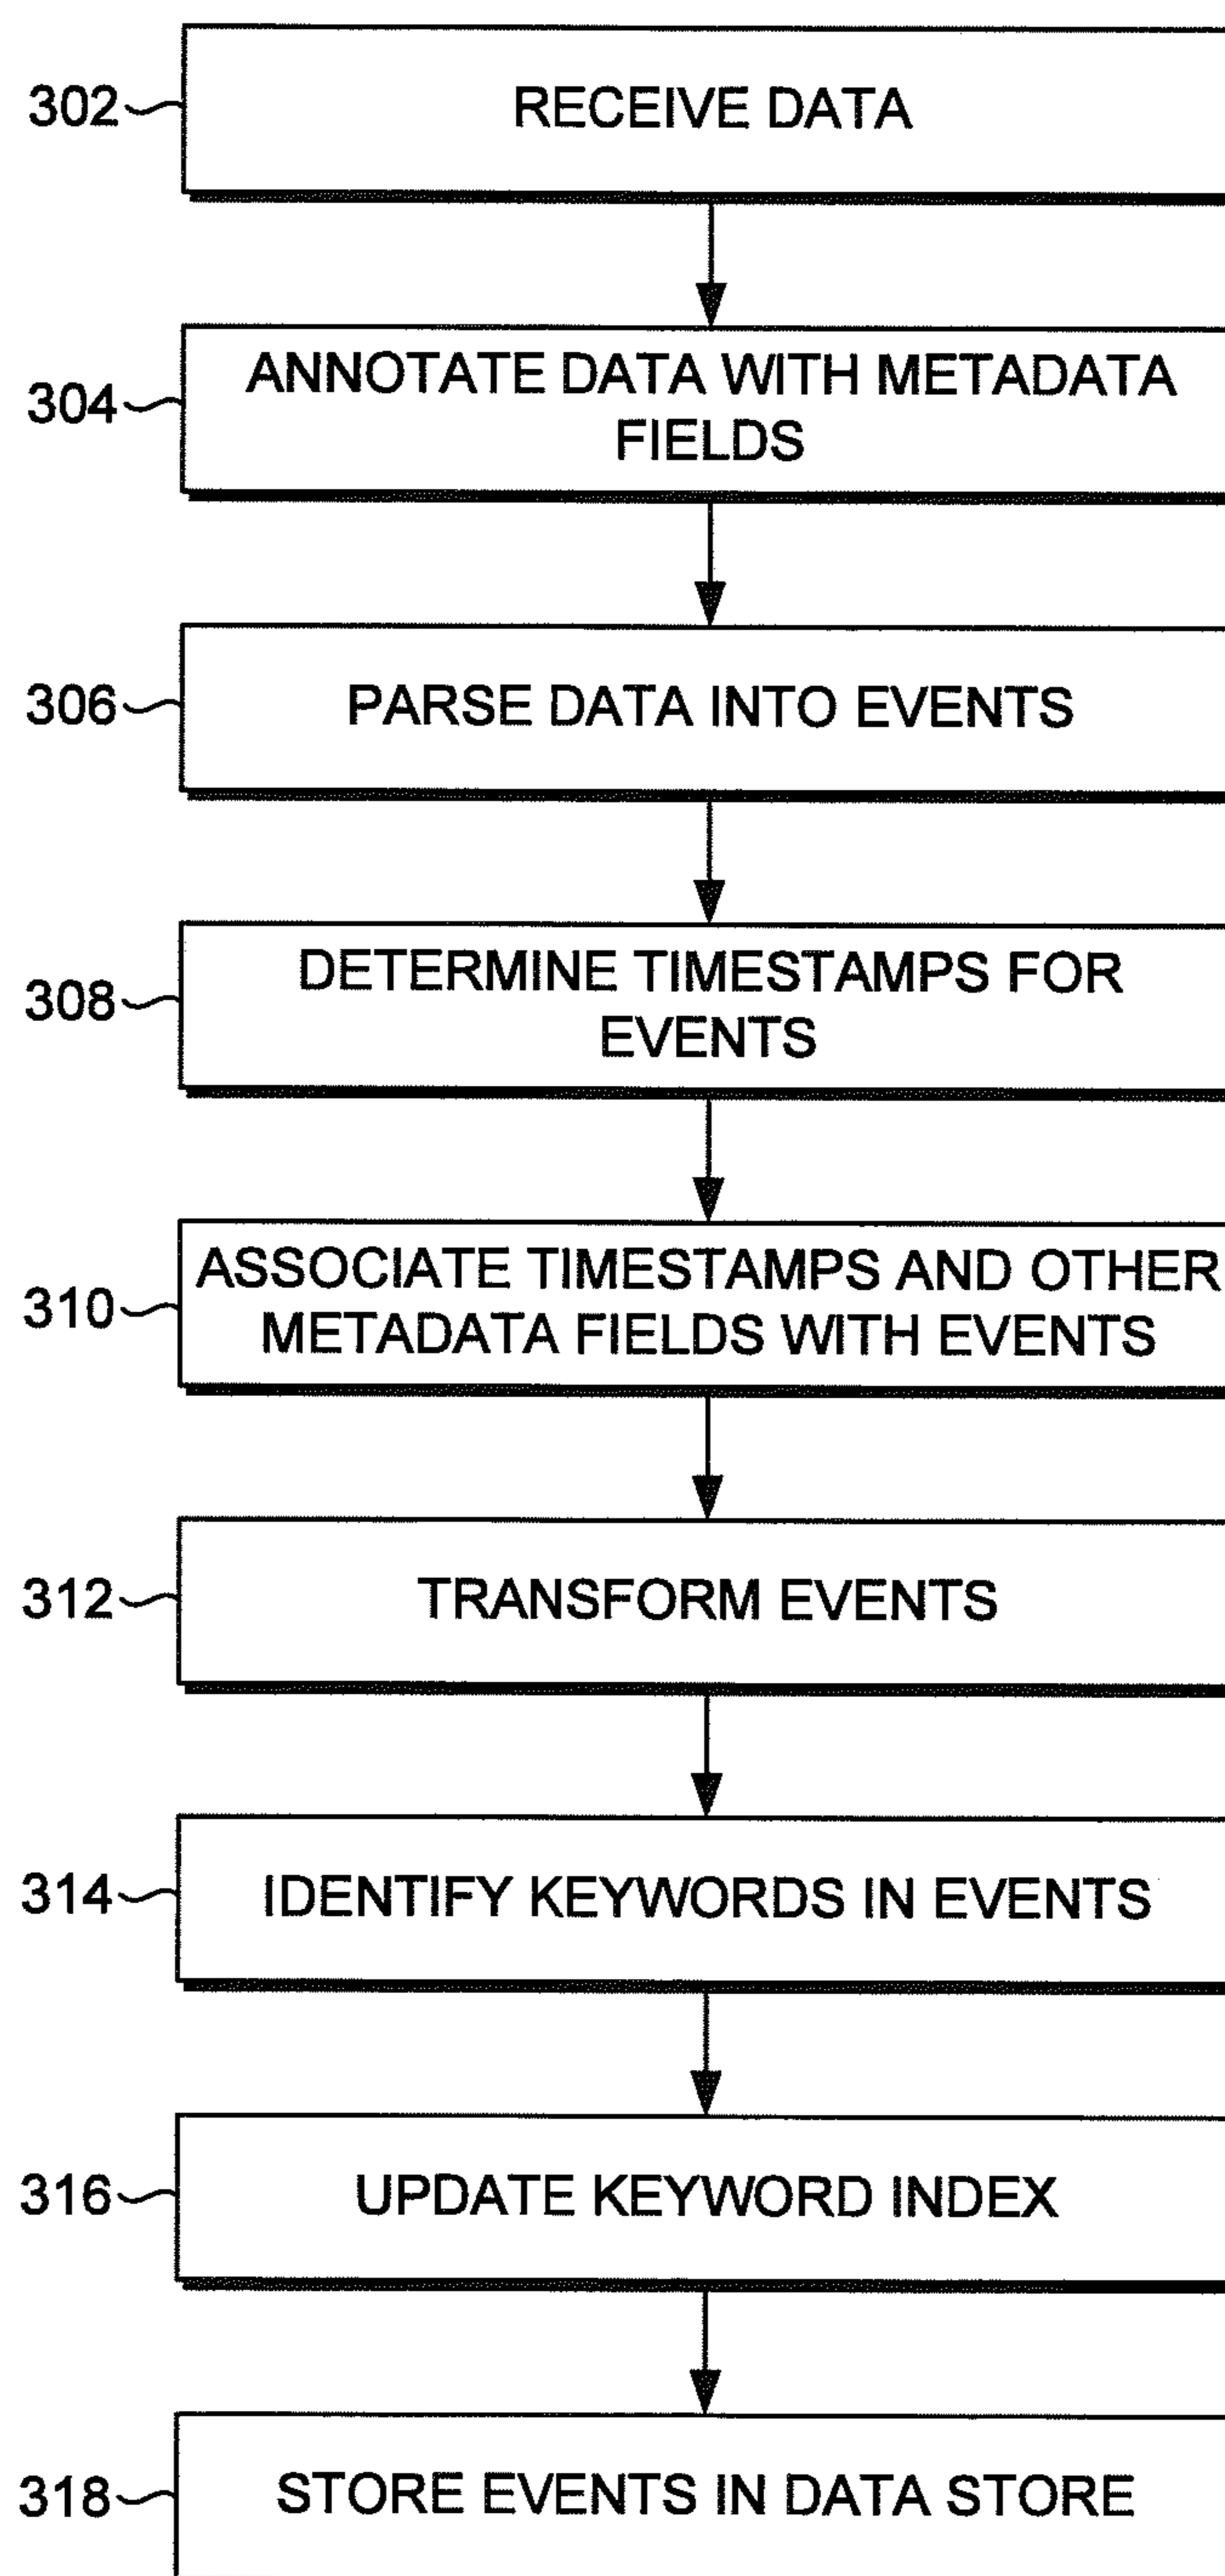 302
RECEIVE DATA
304
ANNOTATE DATA WITH METADATA
FIELDS
306
PARSE DATA INTO EVENTS
308
DETERMINE TIMESTAMPS FOR
EVENTS
310
ASSOCIATE TIMESTAMPS AND OTHER
METADATA FIELDS WITH EVENTS
312
TRANSFORM EVENTS
314
IDENTIFY KEYWORDS IN EVENTS
316
UPDATE KEYWORD INDEX
318
STORE EVENTS IN DATA STORE